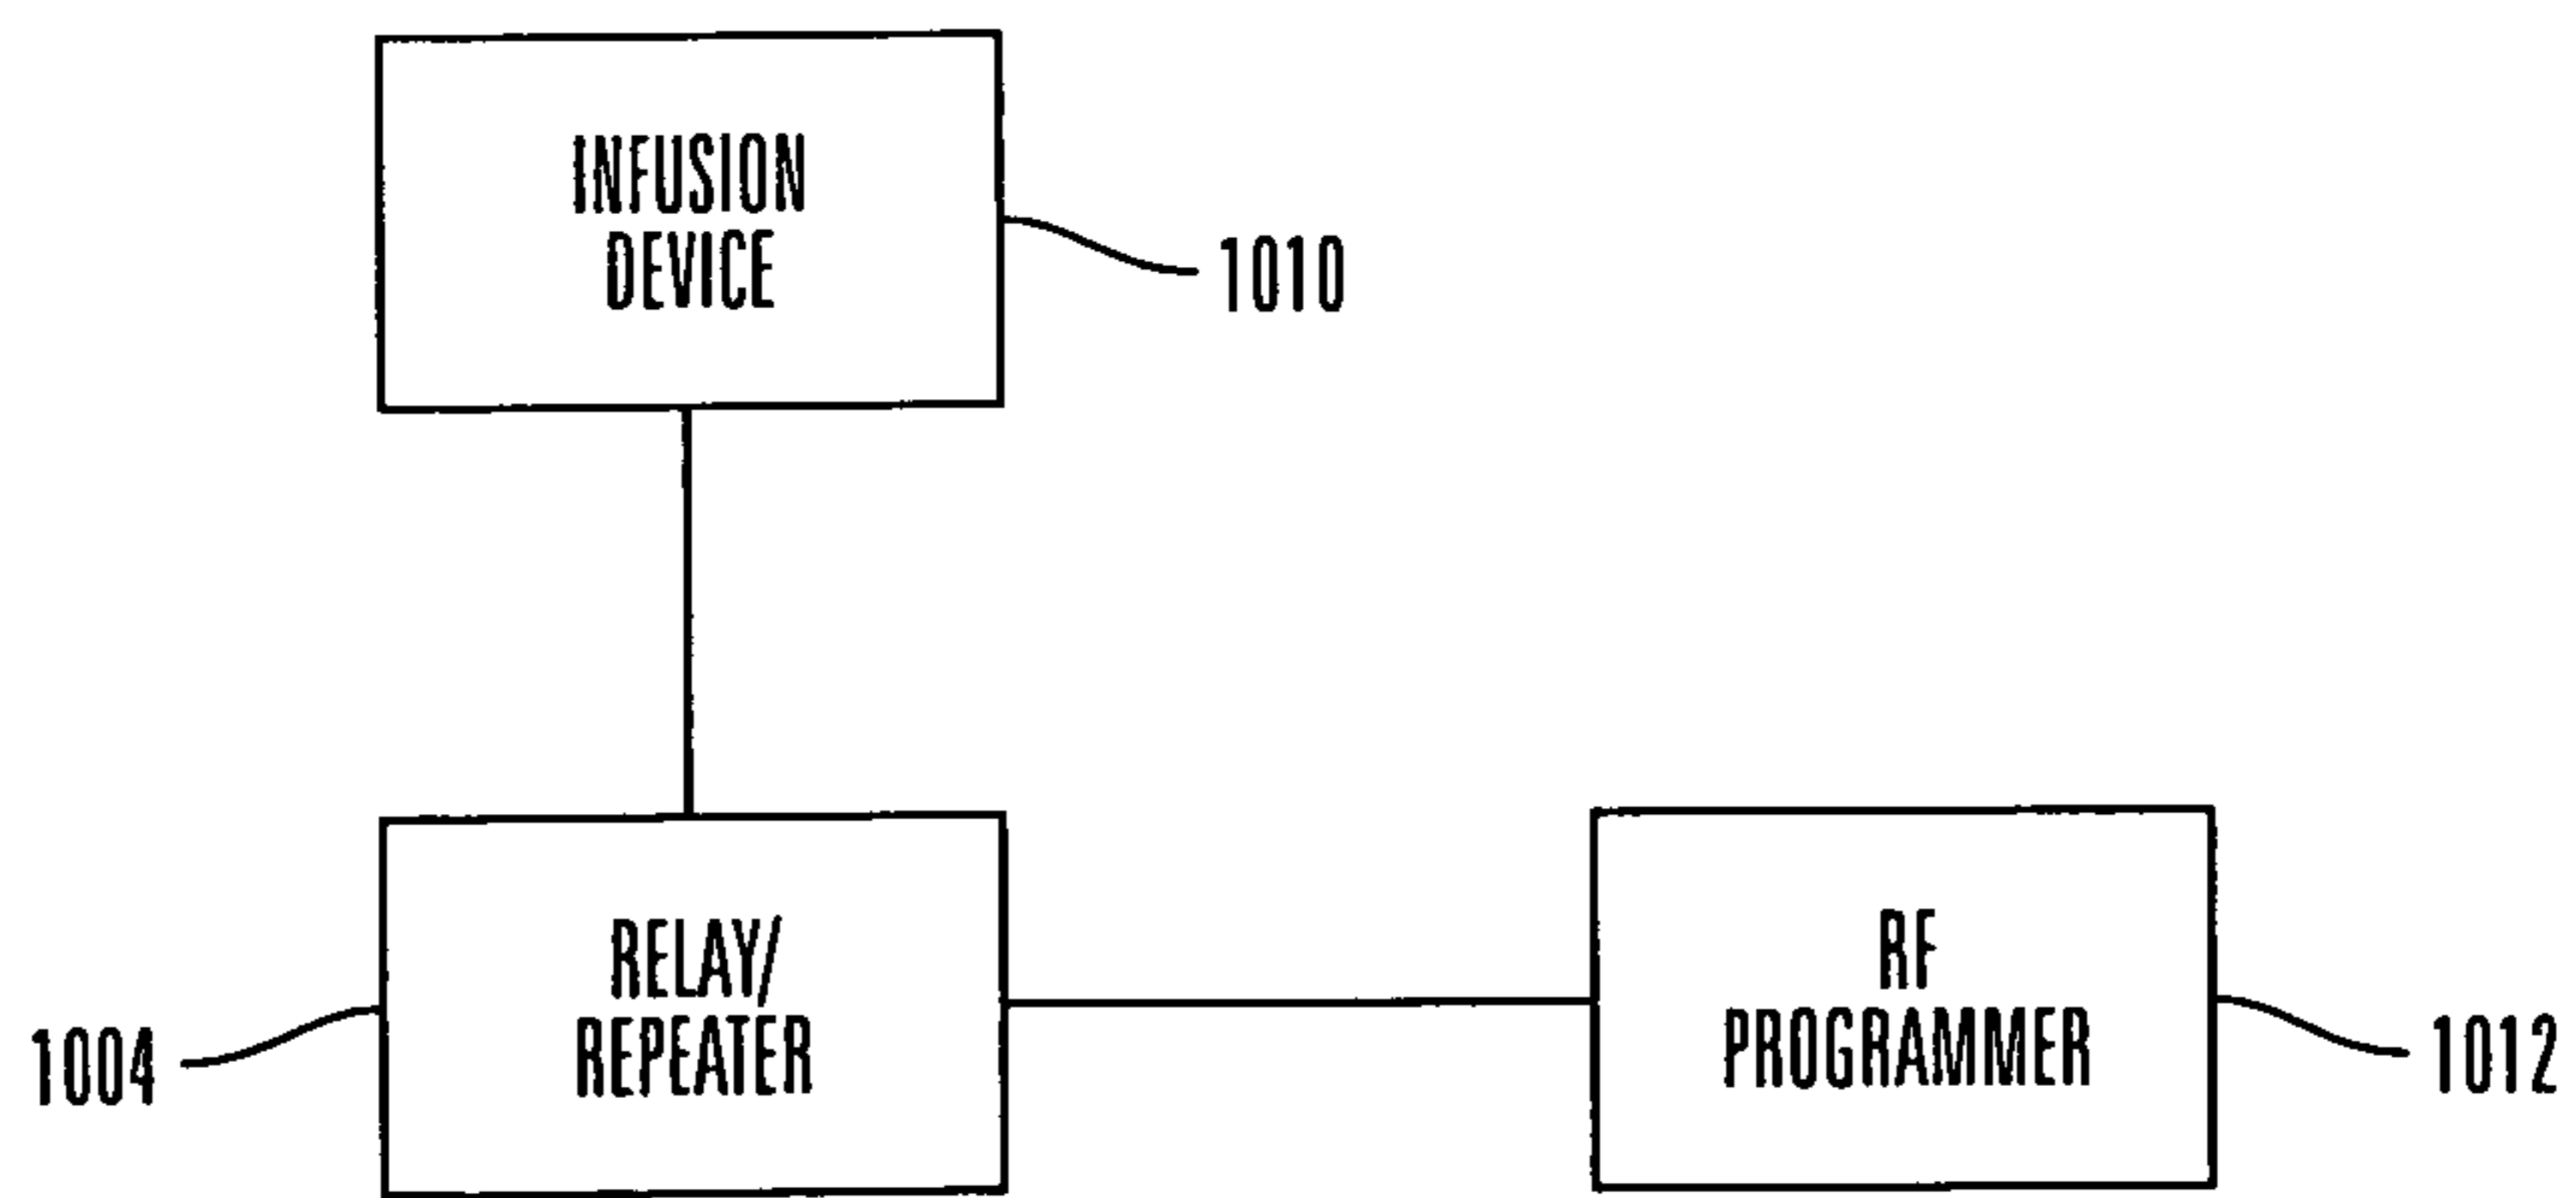 INFUSION
DEVICE
1010
RELAY/
REPEATER
1004
RF
PROGRAMMER
1012